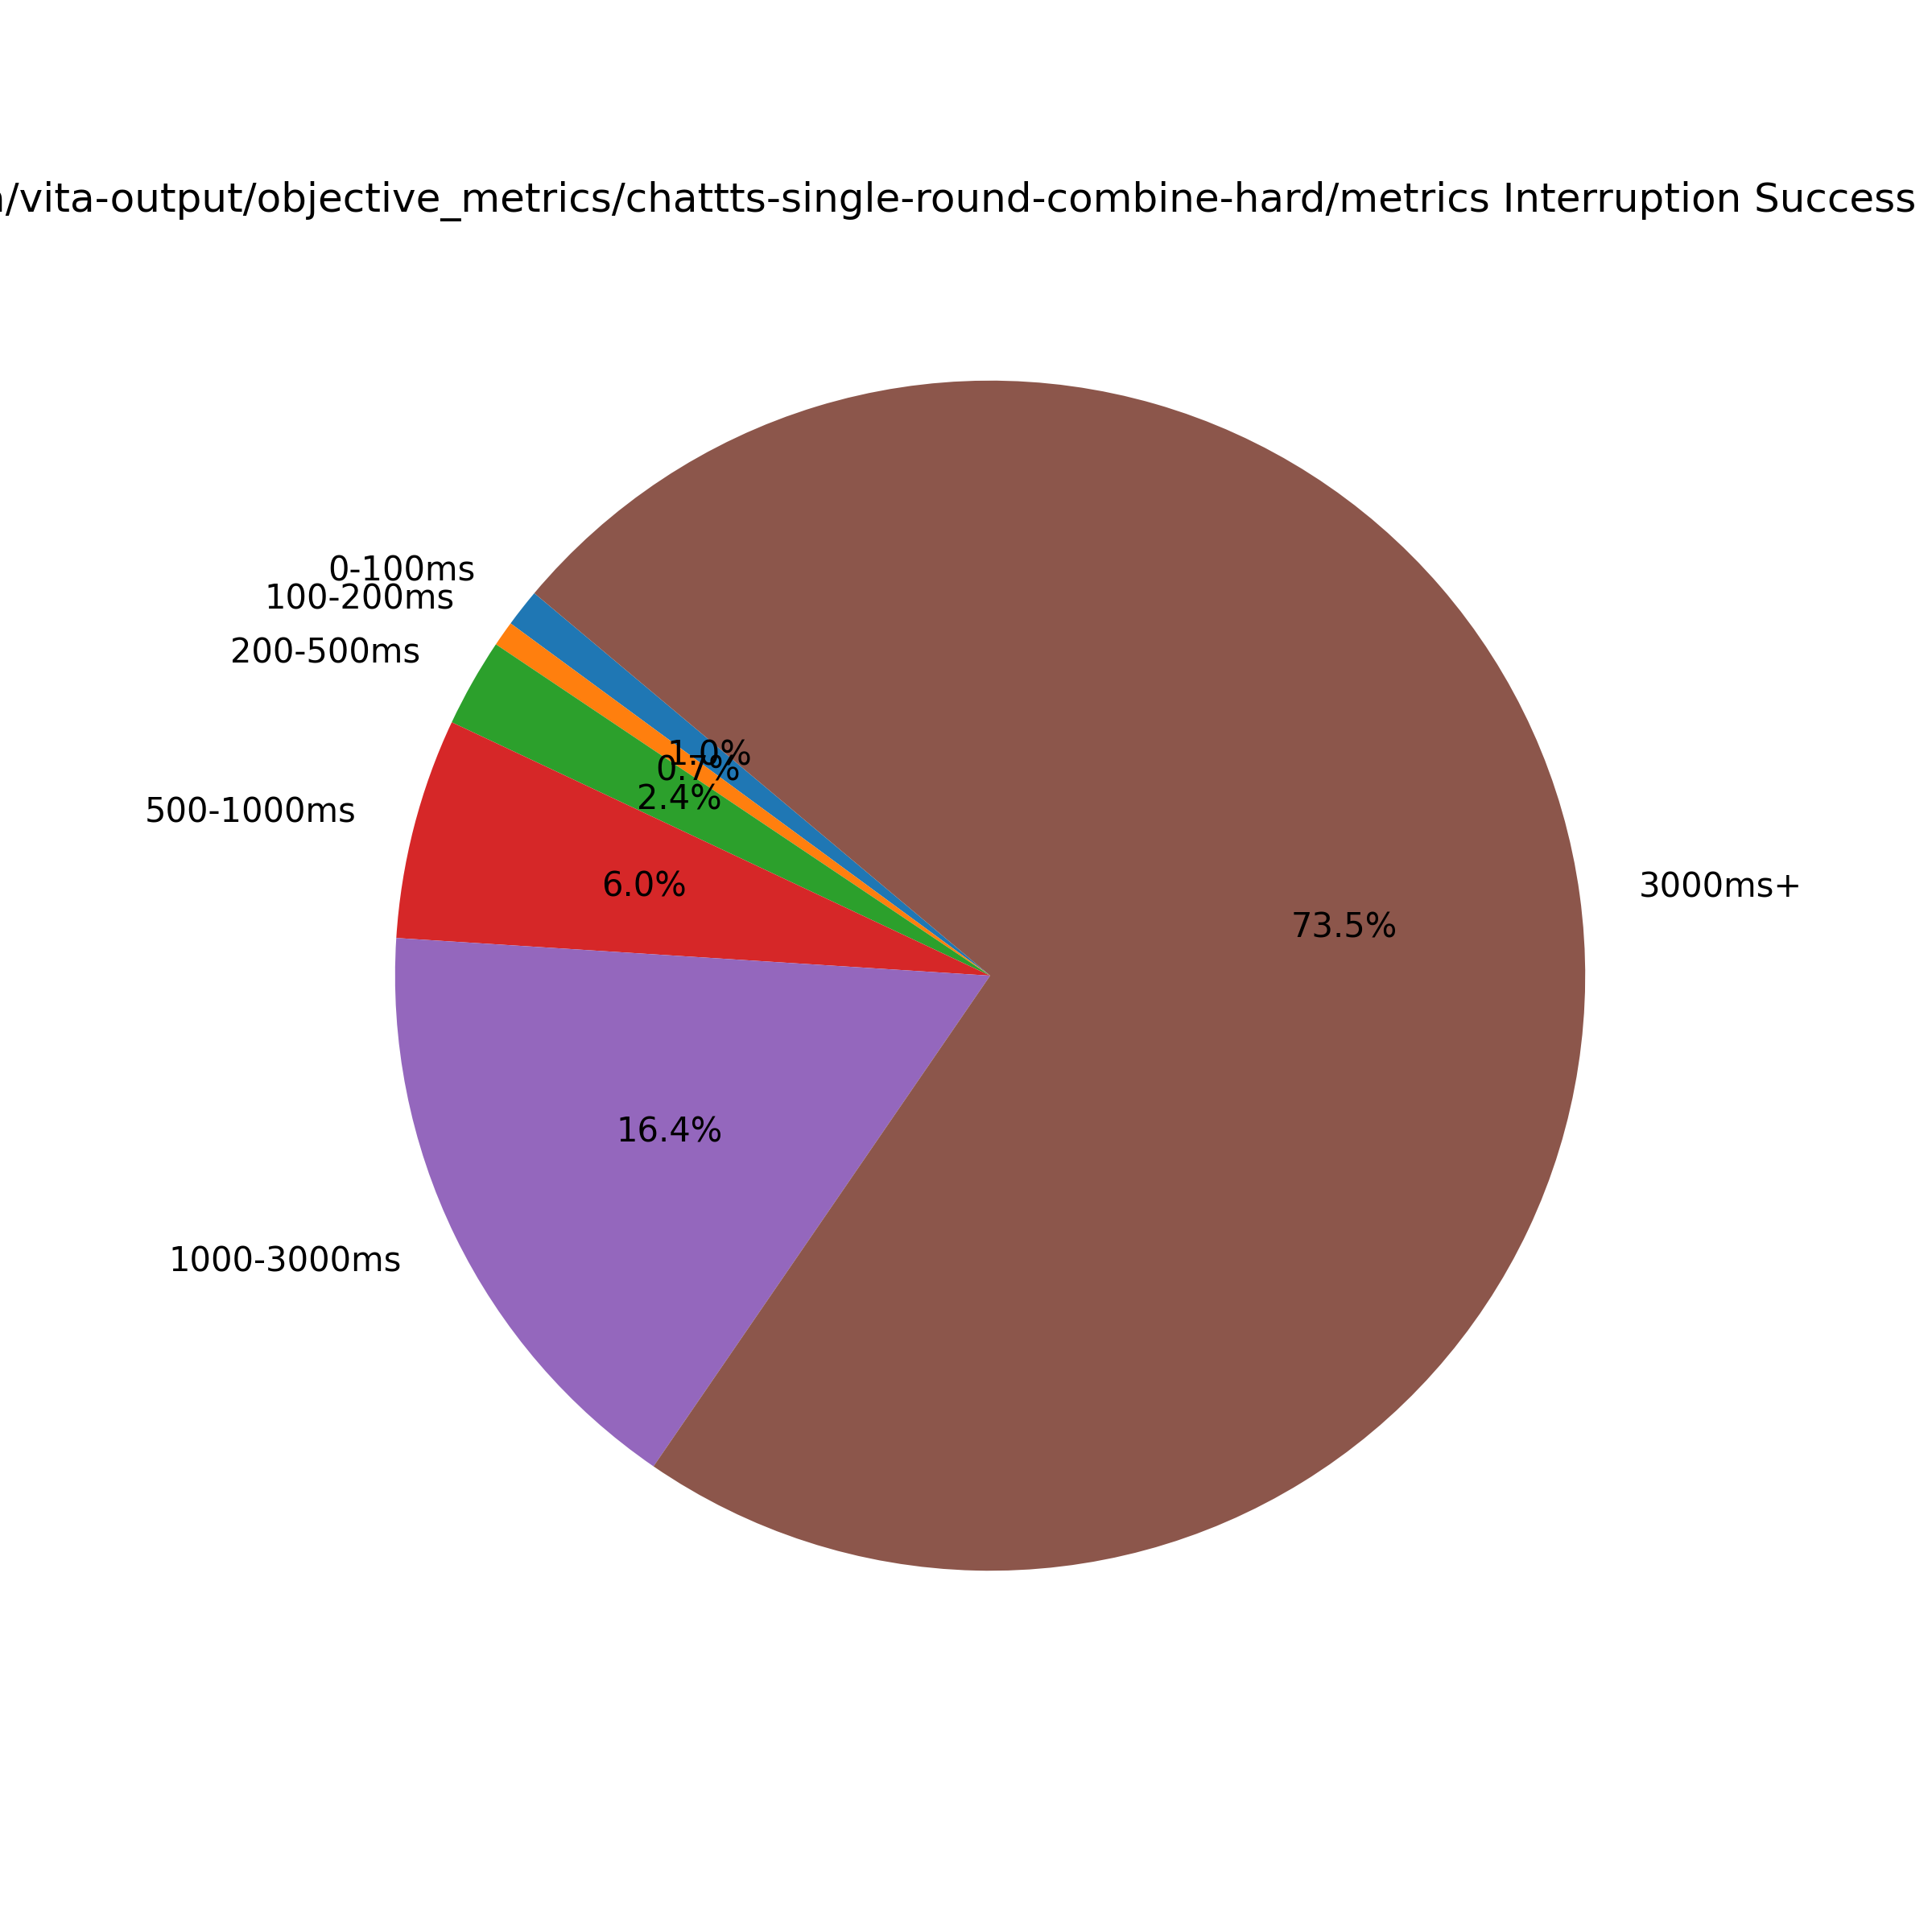 /vita-output/objective_metrics/chattts-single-round-combine-hard/metrics Interruption Success
0-100ms
100-200ms
200-500ms
500-1000ms
1000-3000ms
3000ms+
1.0%
0.7%
2.4%
6.0%
16.4%
73.5%